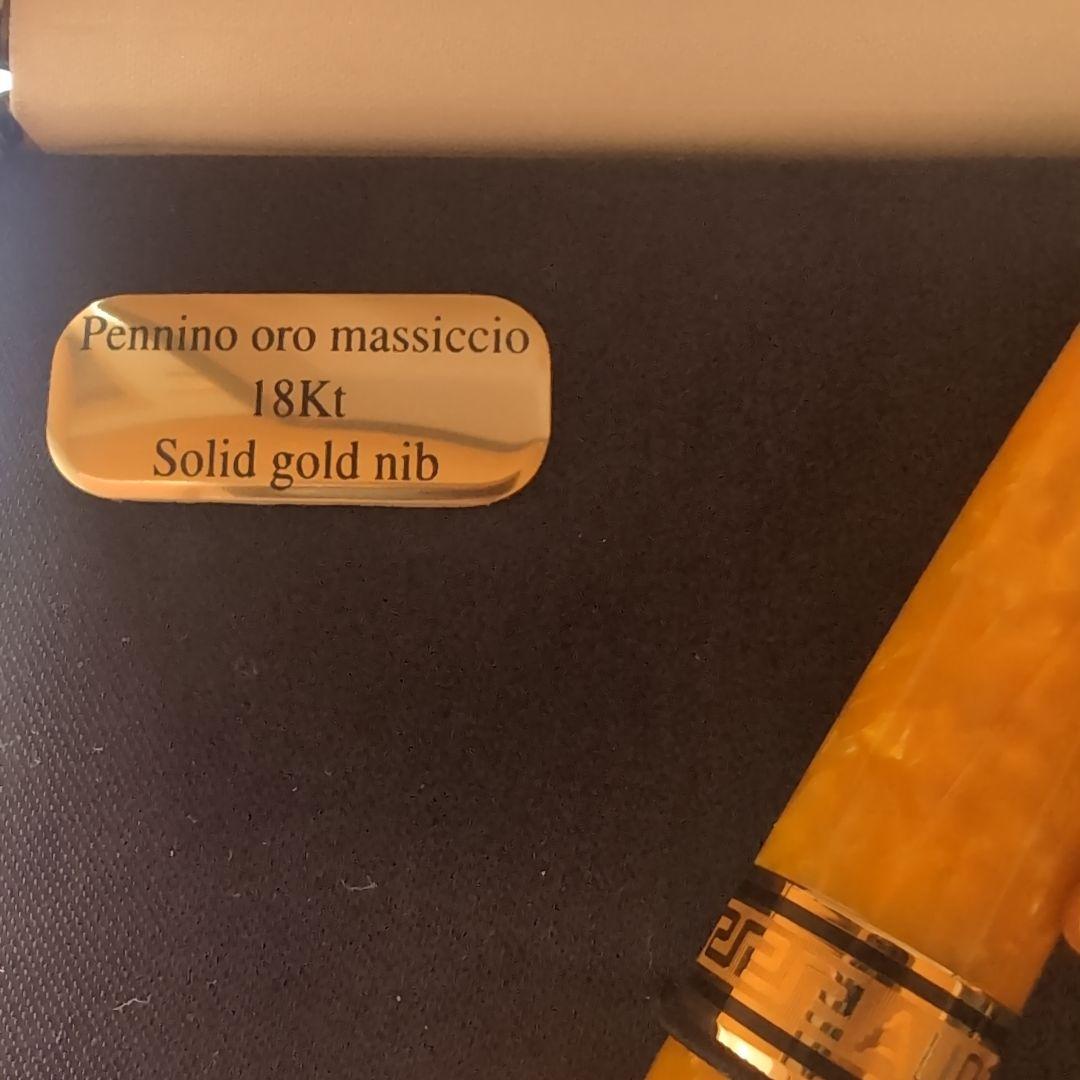 Pennino oro massiccio
18Kt
Solid gold nib